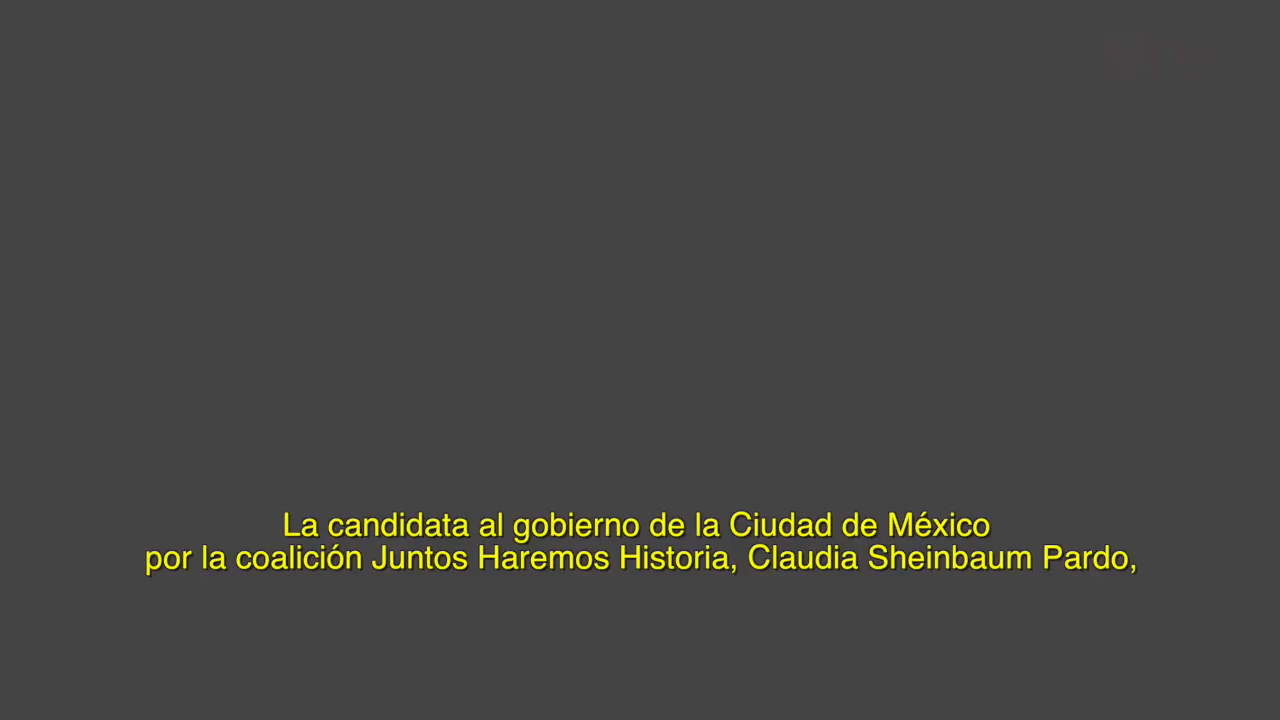 La candidata al gobierno de la Ciudad de México
por la coalición Juntos Haremos Historia, Claudia Sheinbaum Pardo,